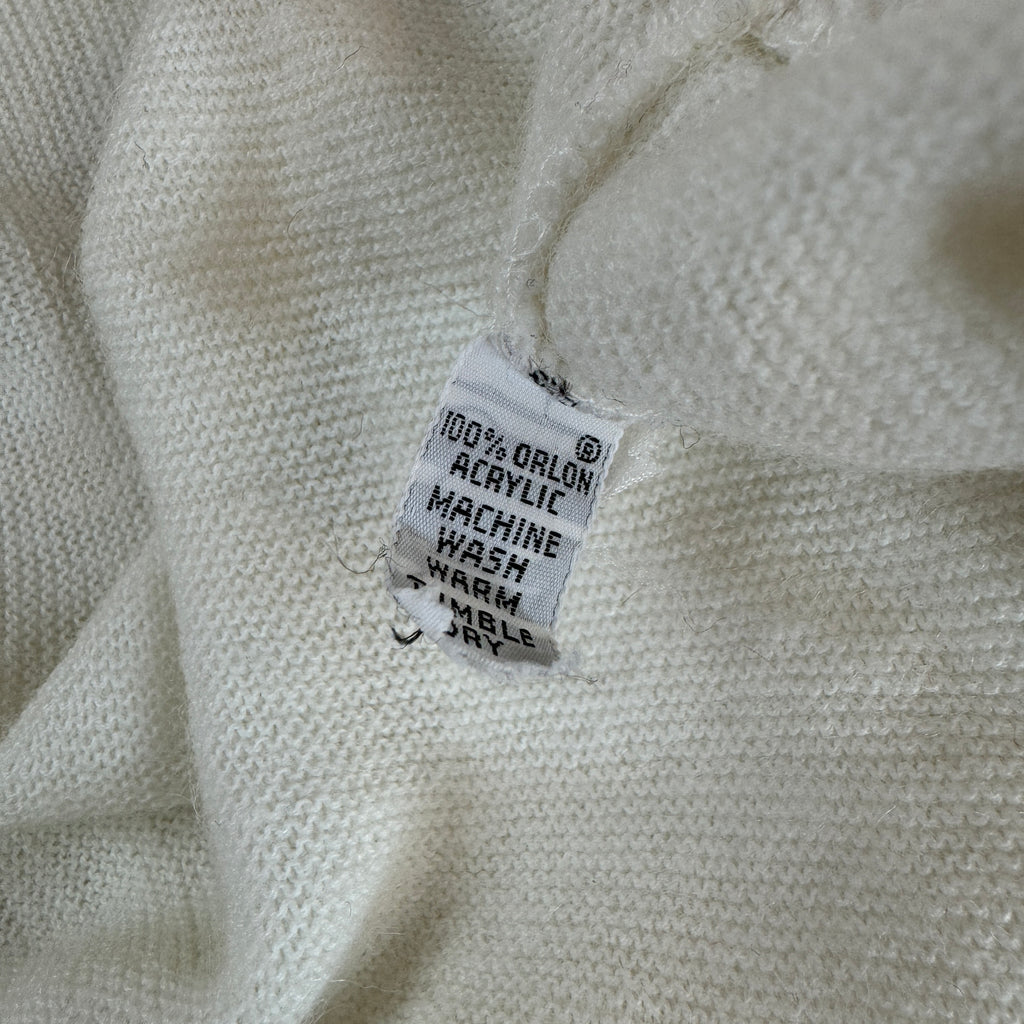 ®
100% ORLON
ACRYLIC
MACHINE
WASH
WARM
TUMBLE
DRY